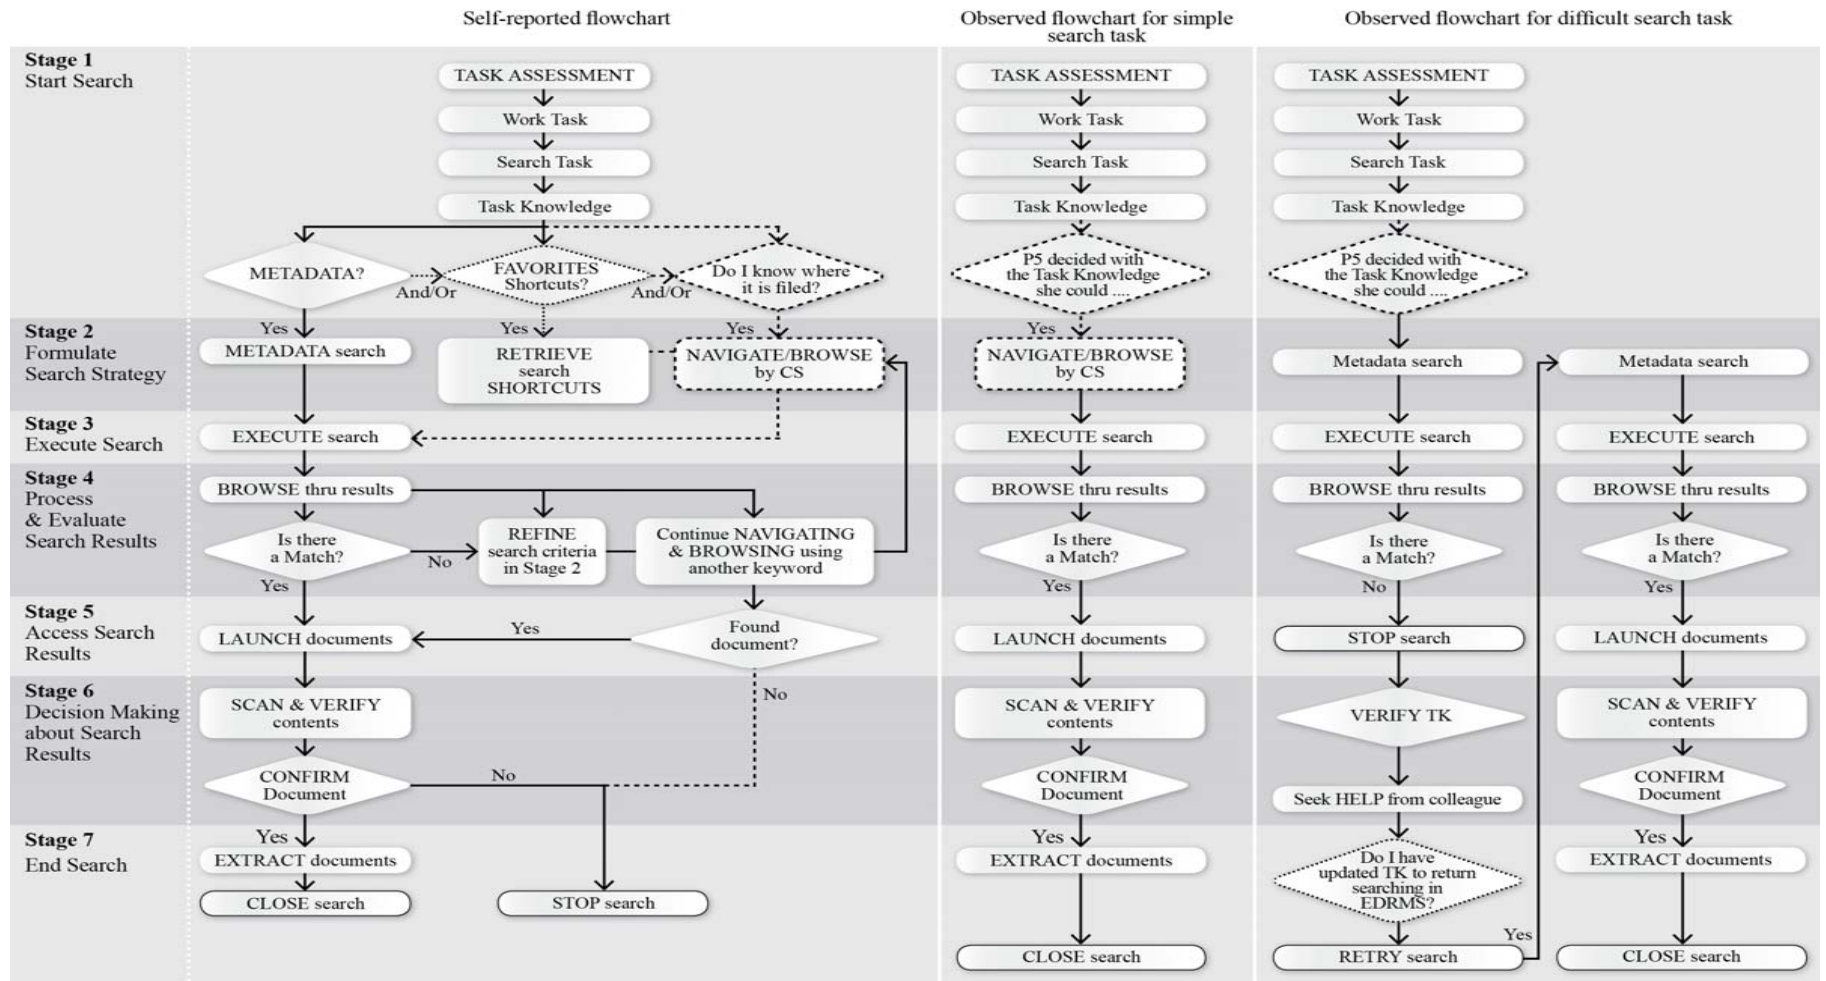 Self-reported flowchart
Observed flowchart for simple
search task
Observed flowchart for difficult search task
Stage 1
Start Search
Stage 2
Formulate
Search Strategy
Stage 3
Execute Search
Stage 4
Process
& Evaluate
Search Results
Stage 5
Access Search
Results
Stage 6
Decision Making
about Search
Results
Stage 7
End Search
TASK ASSESSMENT
Work Task
Search Task
Task Knowledge
METADATA?
And/Or
FAVORITES
Shortcuts?
And/Or
Do I know where
it is filed?
Yes
Yes
Yes
METADATA search
RETRIEVE
search
SHORTCUTS
NAVIGATE/BROWSE
by CS
EXECUTE search
BROWSE thru results
Is there
a Match?
No
REFINE
search criteria
in Stage 2
Continue NAVIGATING
& BROWSING using
another keyword
Yes
LAUNCH documents
Yes
Found
document?
No
SCAN & VERIFY
contents
CONFIRM
Document
No
Yes
EXTRACT documents
CLOSE search
STOP search
TASK ASSESSMENT
Work Task
Search Task
Task Knowledge
P5 decided with
the Task Knowledge
she could ....
Yes
NAVIGATE/BROWSE
by CS
EXECUTE search
BROWSE thru results
Is there
a Match?
Yes
LAUNCH documents
SCAN & VERIFY
contents
CONFIRM
Document
Yes
EXTRACT documents
CLOSE search
TASK ASSESSMENT
Work Task
Search Task
Task Knowledge
P5 decided with
the Task Knowledge
she could ....
Metadata search
EXECUTE search
BROWSE thru results
Is there
a Match?
No
STOP search
VERIFY TK
Seek HELP from colleague
Do I have
updated TK to return
searching in
EDRMS?
Yes
RETRY search
Metadata search
EXECUTE search
BROWSE thru results
Is there
a Match?
Yes
LAUNCH documents
SCAN & VERIFY
contents
CONFIRM
Document
Yes
EXTRACT documents
CLOSE search